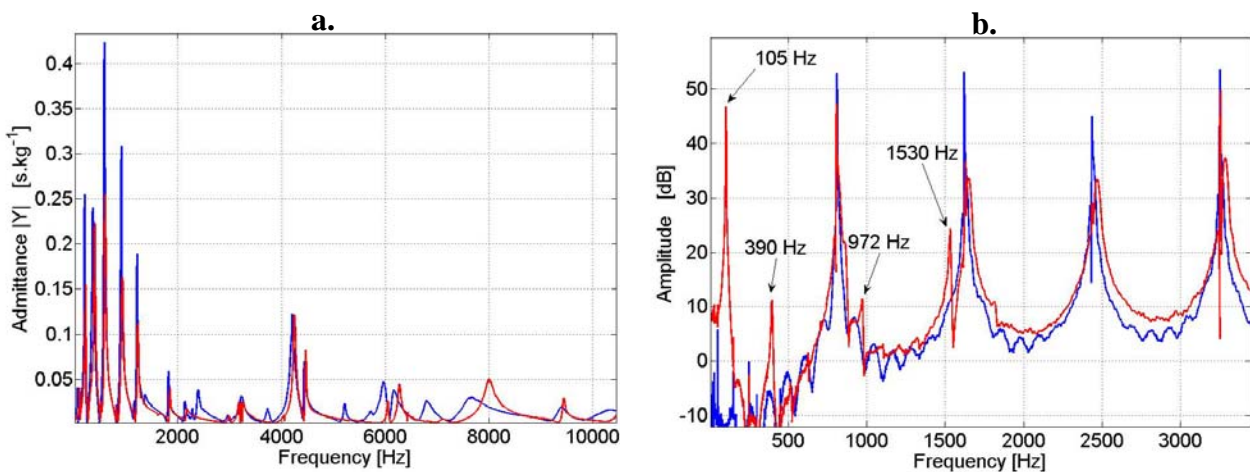 a.
Admittance |Y| [s.kg⁻¹]
0.4
0.35
0.3
0.25
0.2
0.15
0.1
0.05
2000 4000 6000 8000 10000
Frequency [Hz]
b.
Amplitude [dB]
50
40
30
20
10
0
-10
105 Hz
390 Hz
972 Hz
1530 Hz
500 1000 1500 2000 2500 3000
Frequency [Hz]